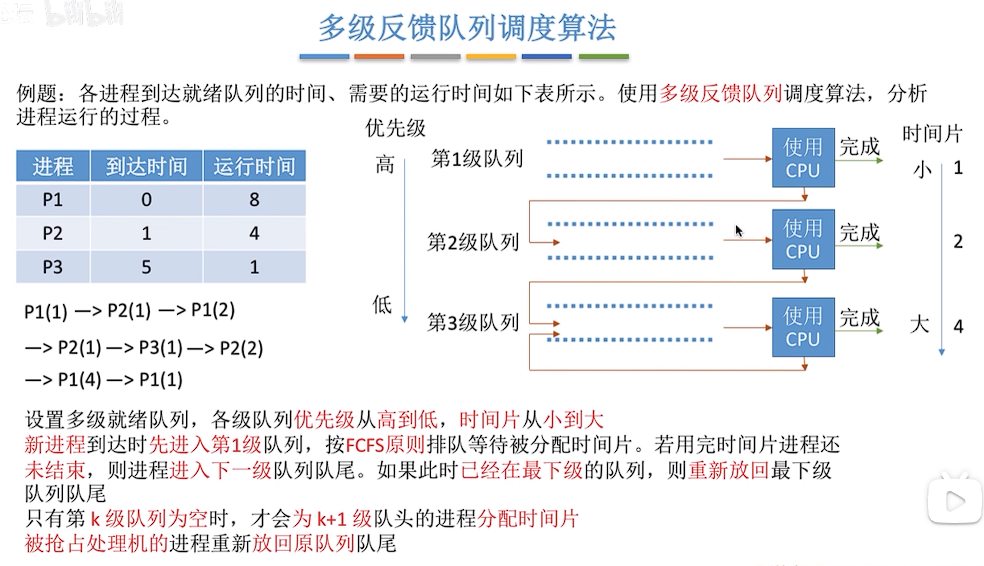 bilibili
多级反馈队列调度算法
例题：各进程到达就绪队列的时间、需要的运行时间如下表所示。使用多级反馈队列调度算法，分析
进程运行的过程。
进程 到达时间 运行时间
P1 0 8
P2 1 4
P3 5 1
P1(1) —> P2(1) —> P1(2)
—> P2(1) —> P3(1) —> P2(2)
—> P1(4) —> P1(1)
优先级
高
低
第1级队列
使用
CPU
完成
第2级队列
使用
CPU
完成
第3级队列
使用
CPU
完成
时间片
小 1
2
大 4
设置多级就绪队列，各级队列优先级从高到低，时间片从小到大
新进程到达时先进入第1级队列，按FCFS原则排队等待被分配时间片。若用完时间片进程还
未结束，则进程进入下一级队列队尾。如果此时已经在最下级的队列，则重新放回最下级
队列队尾
只有第 k 级队列为空时，才会为 k+1 级队头的进程分配时间片
被抢占处理机的进程重新放回原队列队尾